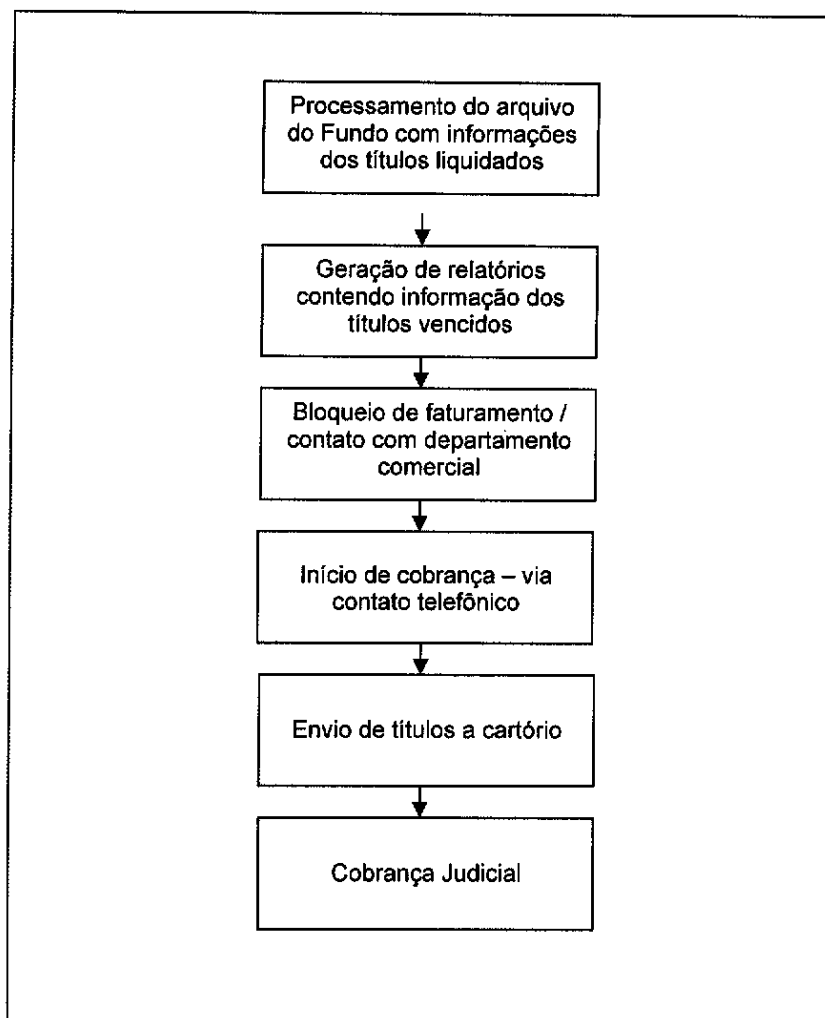 Processamento do arquivo
do Fundo com informações
dos títulos liquidados
Geração de relatórios
contendo informação dos
títulos vencidos
Bloqueio de faturamento /
contato com departamento
comercial
Início de cobrança – via
contato telefônico
Envio de títulos a cartório
Cobrança Judicial